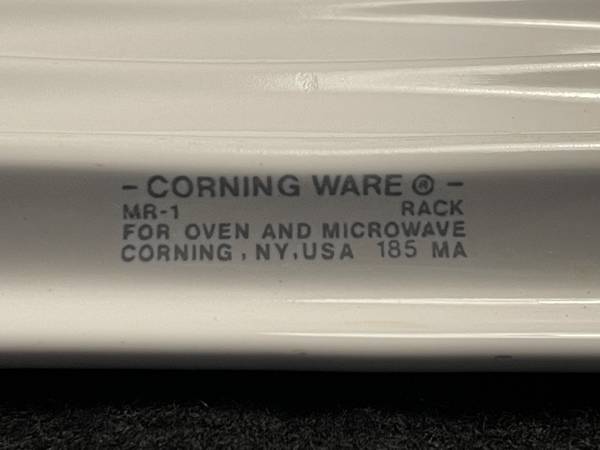 - CORNING WARE ® -
MR-1 RACK
FOR OVEN AND MICROWAVE
CORNING, NY, USA 185 MA